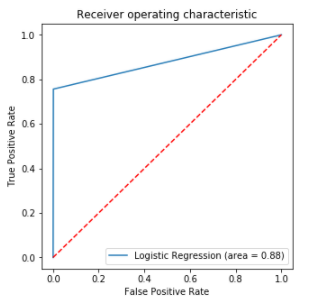 Receiver operating characteristic
1.0
0.8
0.6
0.4
0.2
0.0
True Positive Rate
Logistic Regression (area = 0.88)
0.0 0.2 0.4 0.6 0.8 1.0
False Positive Rate